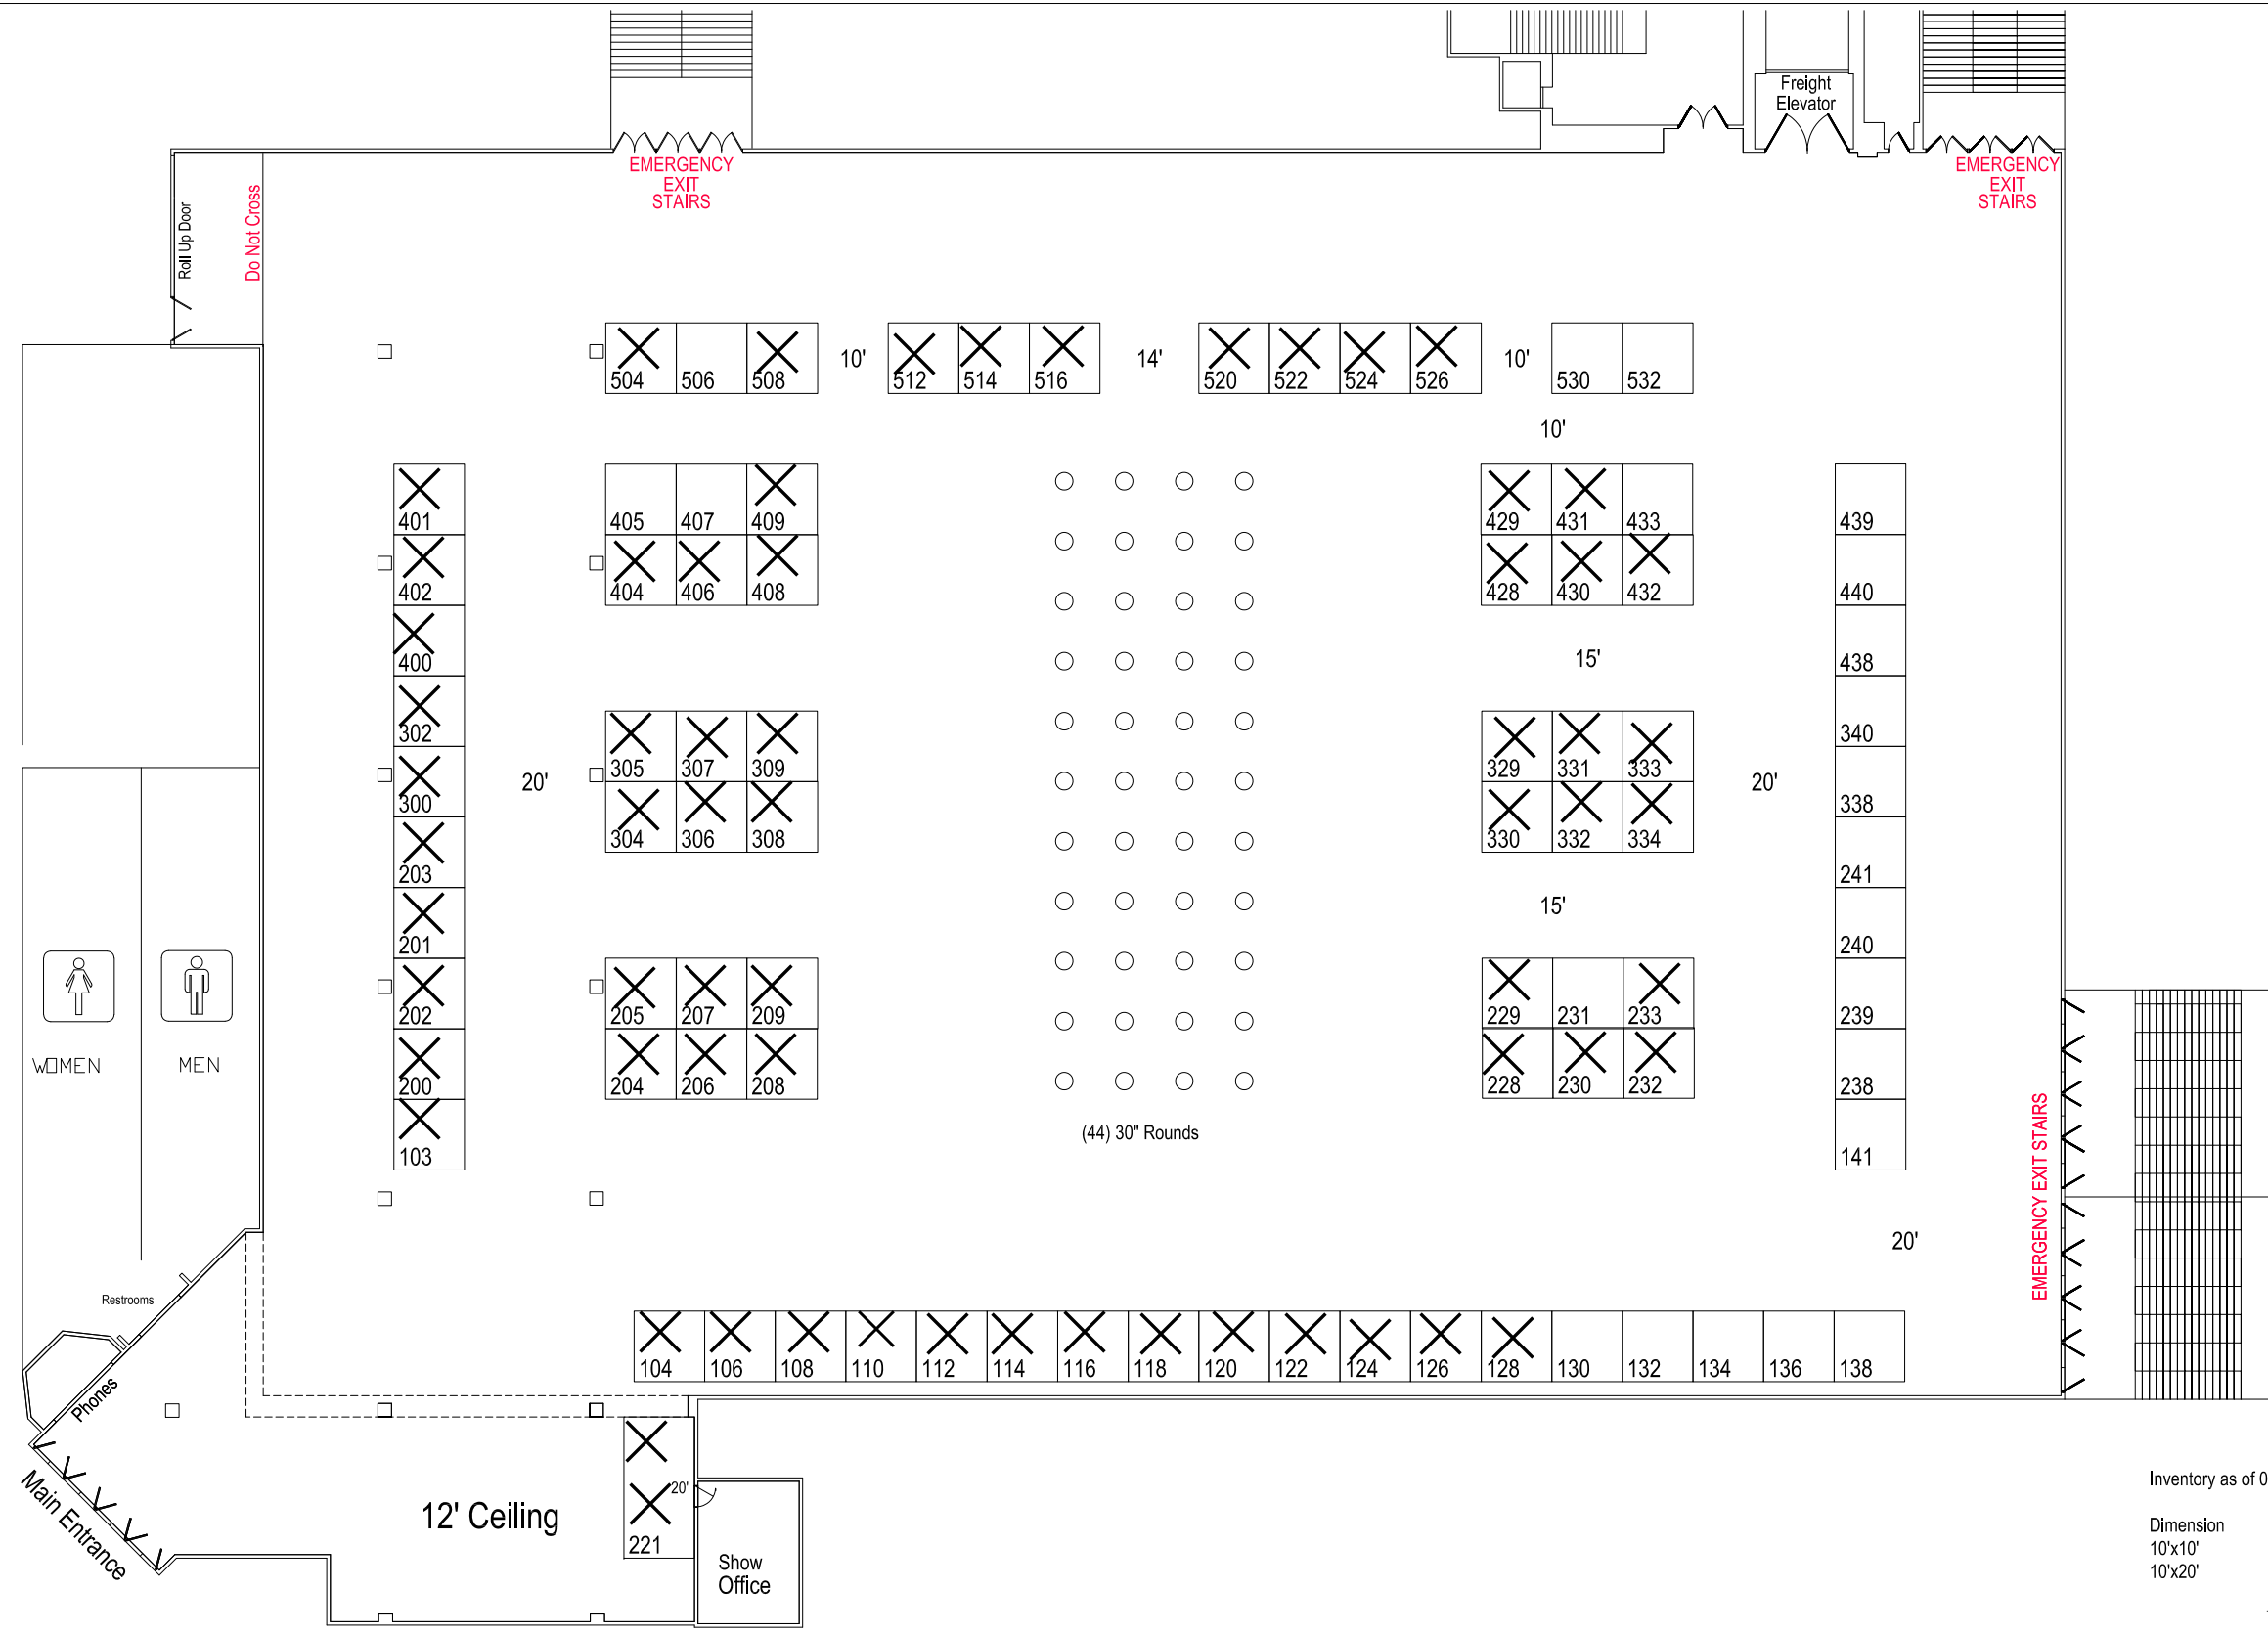 Freight
Elevator
EMERGENCY
EXIT
STAIRS
EMERGENCY
EXIT
STAIRS
Roll Up Door
Do Not Cross
504 506 508 10' 512 514 516 14' 520 522 524 526 10' 530 532
10'
401 405 407 409 429 431 433 439
402 404 406 408 428 430 432 440
400 15' 438
302 340
305 307 309 329 331 333
300 20' 20' 338
304 306 308 330 332 334
203 241
15'
201 240
202 205 207 209 229 231 233 239
WOMEN MEN
200 204 206 208 228 230 232 238
(44) 30" Rounds
103 141
EMERGENCY EXIT STAIRS
20'
Restrooms
104 106 108 110 112 114 116 118 120 122 124 126 128 130 132 134 136 138
Phones
Main Entrance
12' Ceiling
20'
221
Show
Office
Inventory as of 0
Dimension
10'x10'
10'x20'